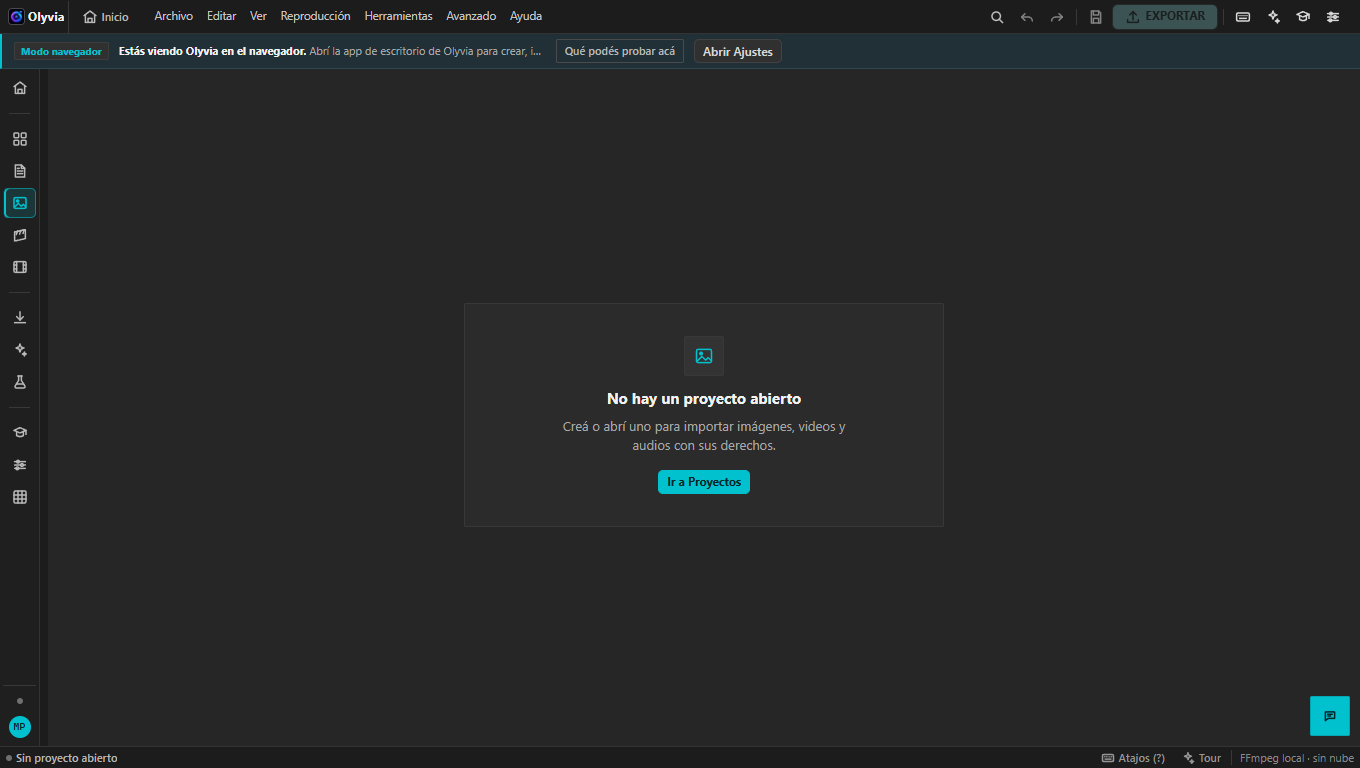 Olyvia Inicio Archivo Editar Ver Reproducción Herramientas Avanzado Ayuda EXPORTAR
Modo navegador Estás viendo Olyvia en el navegador. Abrí la app de escritorio de Olyvia para crear, i... Qué podés probar acá Abrir Ajustes
No hay un proyecto abierto
Creá o abrí uno para importar imágenes, videos y
audios con sus derechos.
Ir a Proyectos
MP
Sin proyecto abierto Atajos (?) Tour FFmpeg local · sin nube